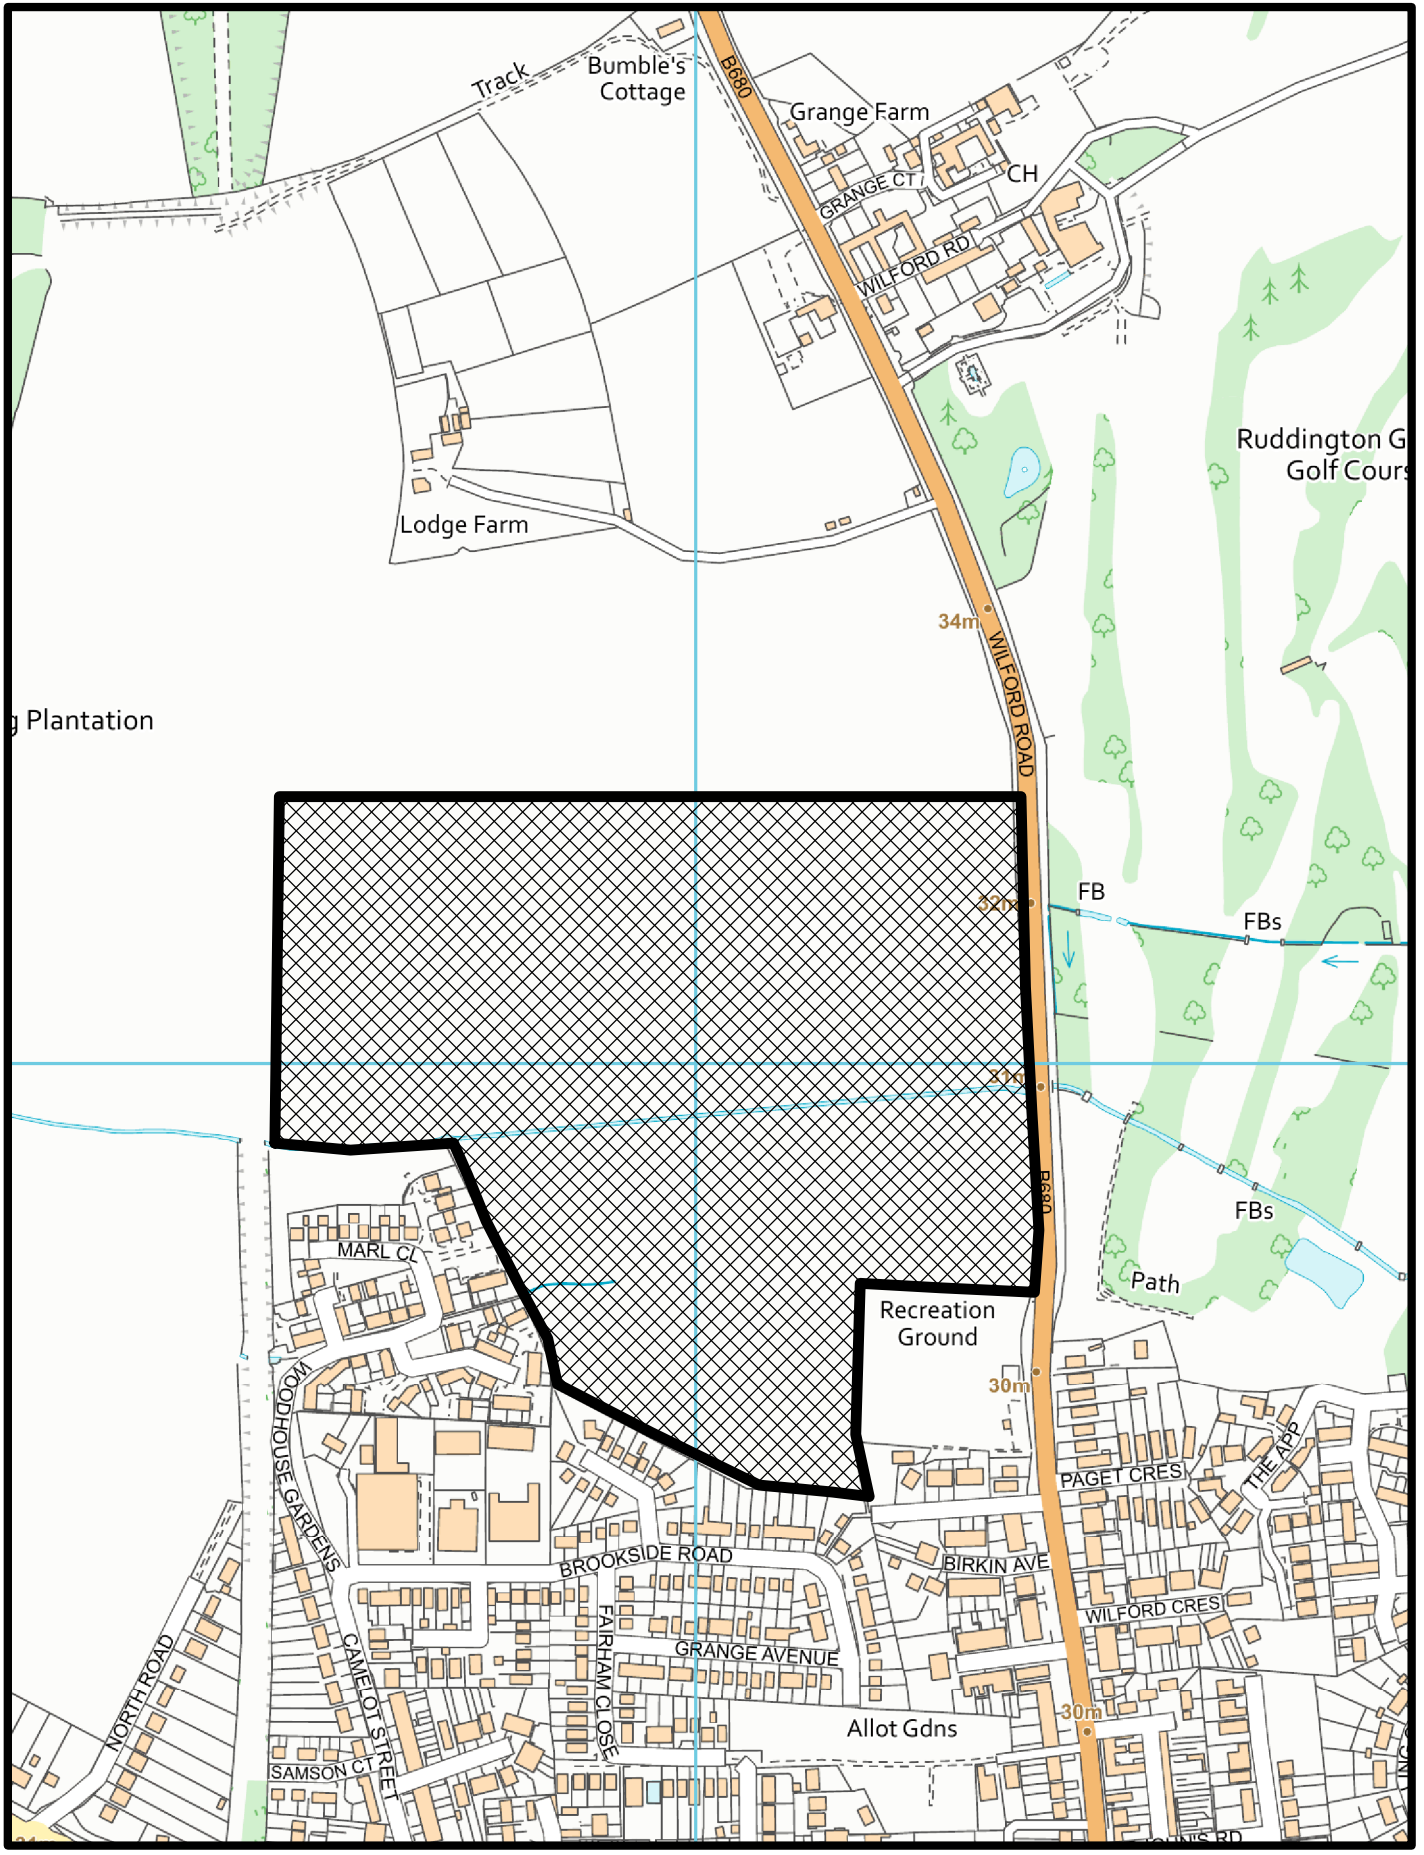 Track
Bumble's
Cottage
B680
Grange Farm
CH
GRANGE CT
WILFORD RD
Ruddington G
Golf Cours
Lodge Farm
34m
WILFORD ROAD
g Plantation
32m
FB
FBs
31m
B680
FBs
Path
MARL CL
Recreation
Ground
30m
WOODHOUSE GARDENS
THE APP
PAGET CRES
BROOKSIDE ROAD
BIRKIN AVE
WILFORD CRES
FAIRHAM CLOSE
GRANGE AVENUE
NORTH ROAD
CAMELOT STREET
30m
Allot Gdns
SAMSON CT